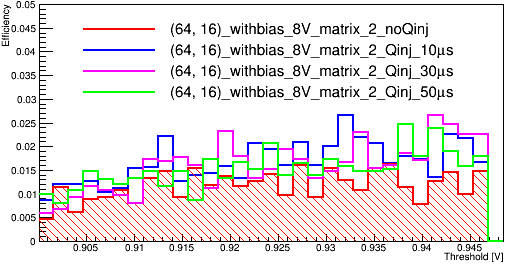 Efficiency
0.05
0.045
0.04
0.035
0.03
0.025
0.02
0.015
0.01
0.005
0
(64, 16)_withbias_8V_matrix_2_noQinj
(64, 16)_withbias_8V_matrix_2_Qinj_10μs
(64, 16)_withbias_8V_matrix_2_Qinj_30μs
(64, 16)_withbias_8V_matrix_2_Qinj_50μs
0.905 0.91 0.915 0.92 0.925 0.93 0.935 0.94 0.945
Threshold [V]